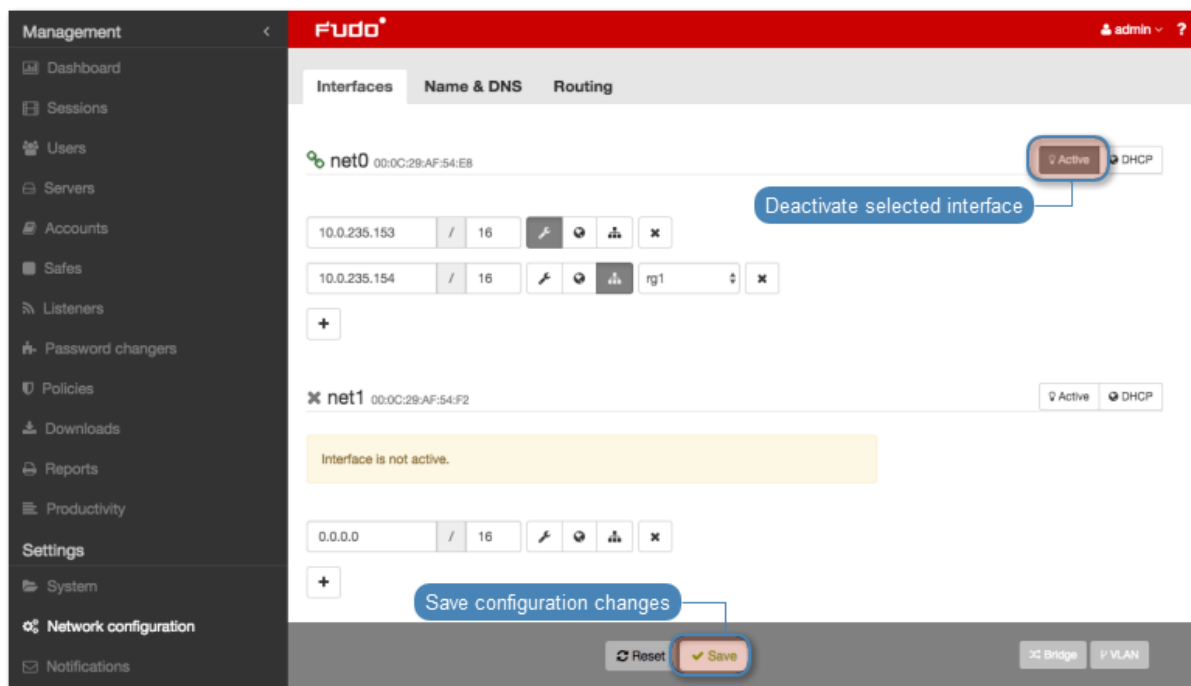 Management
Dashboard
Sessions
Users
Servers
Accounts
Safes
Listeners
Password changers
Policies
Downloads
Reports
Productivity
Settings
System
Network configuration
Notifications
FUDO
admin ?
Interfaces Name & DNS Routing
net0 00:0C:29:AF:54:E8
Active DHCP
Deactivate selected interface
10.0.235.153 / 16
10.0.235.154 / 16 rg1
+
net1 00:0C:29:AF:54:F2
Active DHCP
Interface is not active.
0.0.0.0 / 16
+
Save configuration changes
Reset Save
Bridge VLAN